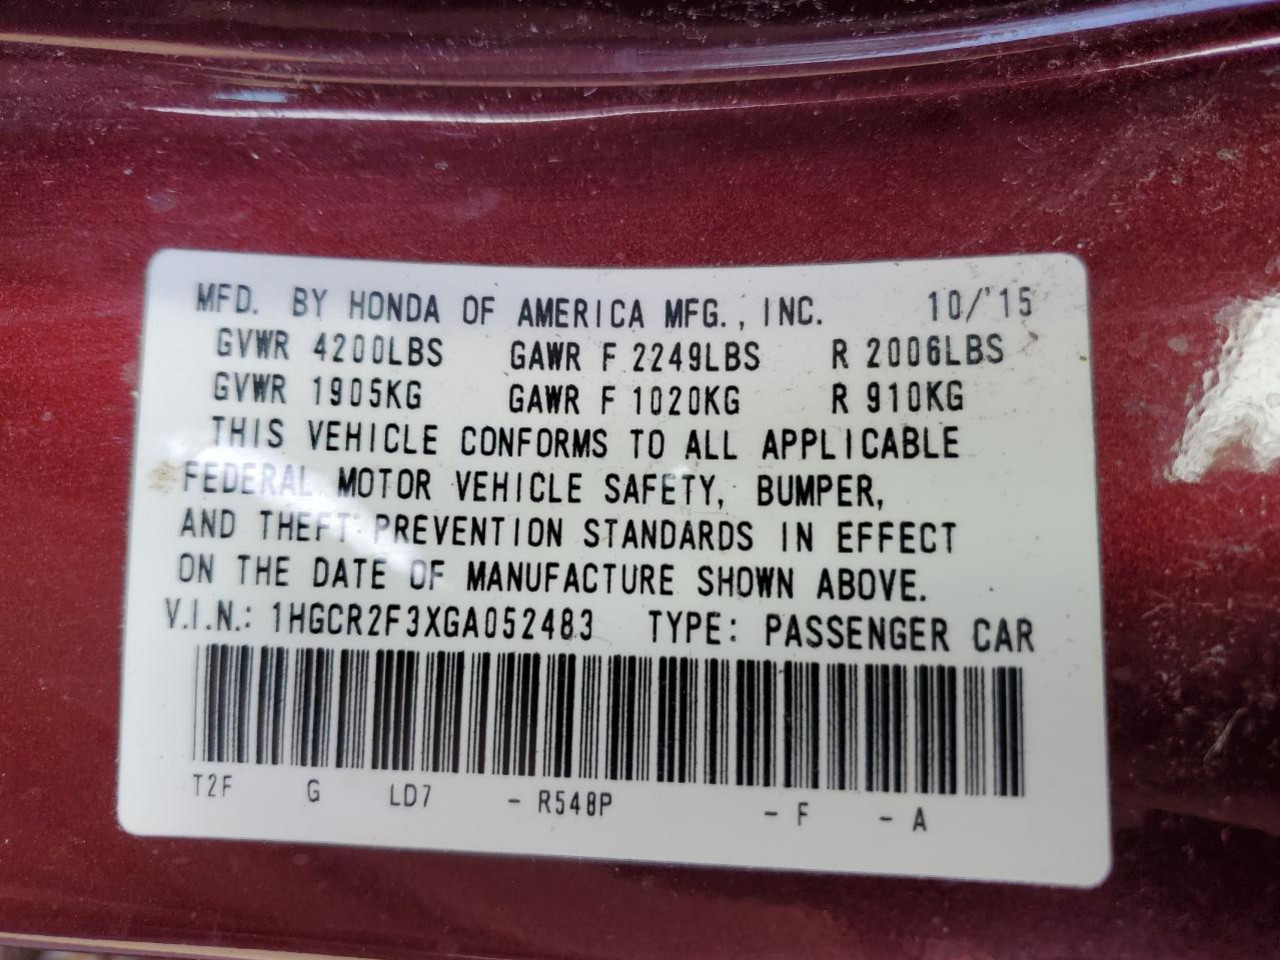 MFD. BY HONDA OF AMERICA MFG., INC. 10/'15
GVWR 4200LBS GAWR F 2249LBS R 2006LBS
GVWR 1905KG GAWR F 1020KG R 910KG
THIS VEHICLE CONFORMS TO ALL APPLICABLE
FEDERAL MOTOR VEHICLE SAFETY, BUMPER,
AND THEFT PREVENTION STANDARDS IN EFFECT
ON THE DATE OF MANUFACTURE SHOWN ABOVE.
V.I.N.: 1HGCR2F3XGA052483 TYPE: PASSENGER CAR
T2F G LD7 - R548P - F - A